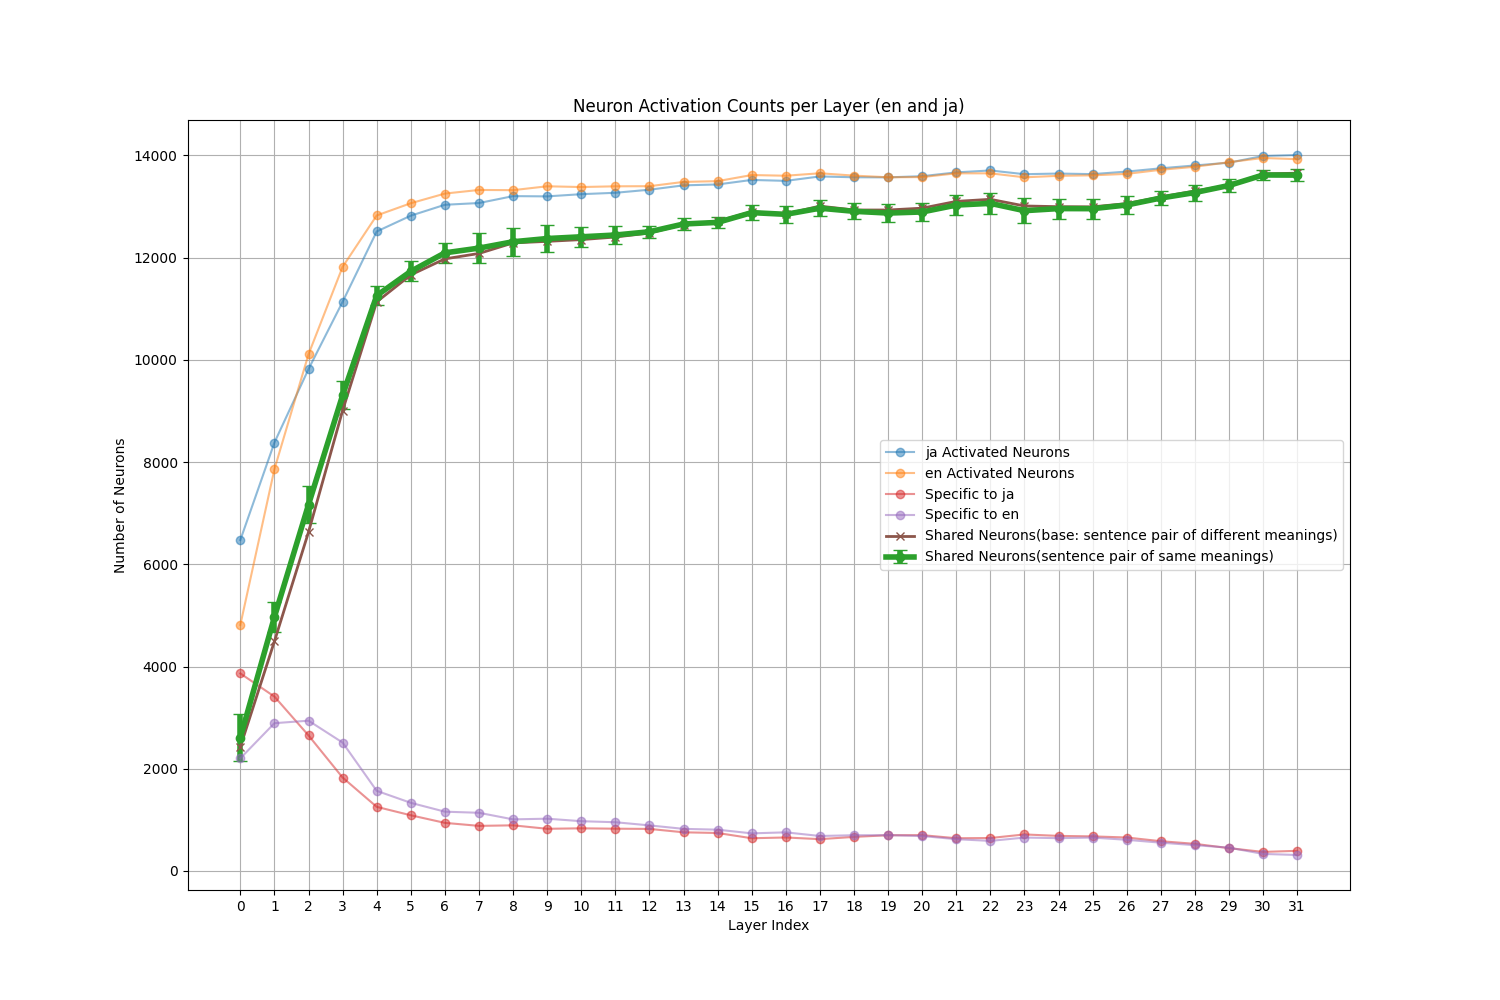 Neuron Activation Counts per Layer (en and ja)
Number of Neurons
14000
12000
10000
8000
6000
4000
2000
0
ja Activated Neurons
en Activated Neurons
Specific to ja
Specific to en
Shared Neurons(base: sentence pair of different meanings)
Shared Neurons(sentence pair of same meanings)
0 1 2 3 4 5 6 7 8 9 10 11 12 13 14 15 16 17 18 19 20 21 22 23 24 25 26 27 28 29 30 31
Layer Index